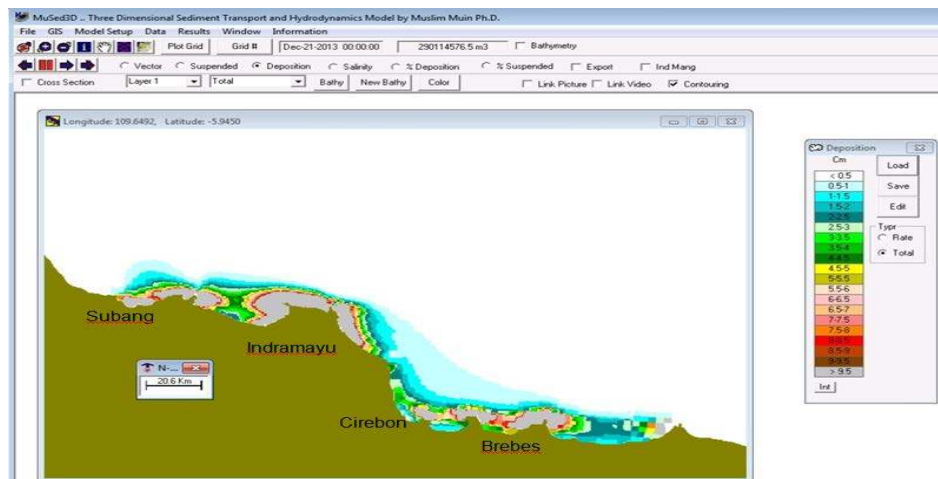 MuSed3D .. Three Dimensional Sediment Transport and Hydrodynamics Model by Muslim Muin Ph.D.
File GIS Model Setup Data Results Window Information
Plot Grid Grid # Dec-21-2013 00:00:00 290114576.5 m3 Bathymetry
Vector Suspended Deposition Salinity % Deposition % Suspended Export Ind Mang
Cross Section Layer 1 Total Bathy New Bathy Color Link Picture Link Video Contouring
Longitude: 109.6492, Latitude: -5.9450
Subang
Indramayu
N-...
20.6 Km
Cirebon
Brebes
Deposition
Cm
< 0.5
0.5-1
1-1.5
1.5-2
2-2.5
2.5-3
3-3.5
3.5-4
4-4.5
4.5-5
5-5.5
5.5-6
6-6.5
6.5-7
7-7.5
7.5-8
8-8.5
8.5-9
9-9.5
> 9.5
Int
Load
Save
Edit
Typr
Rate
Total